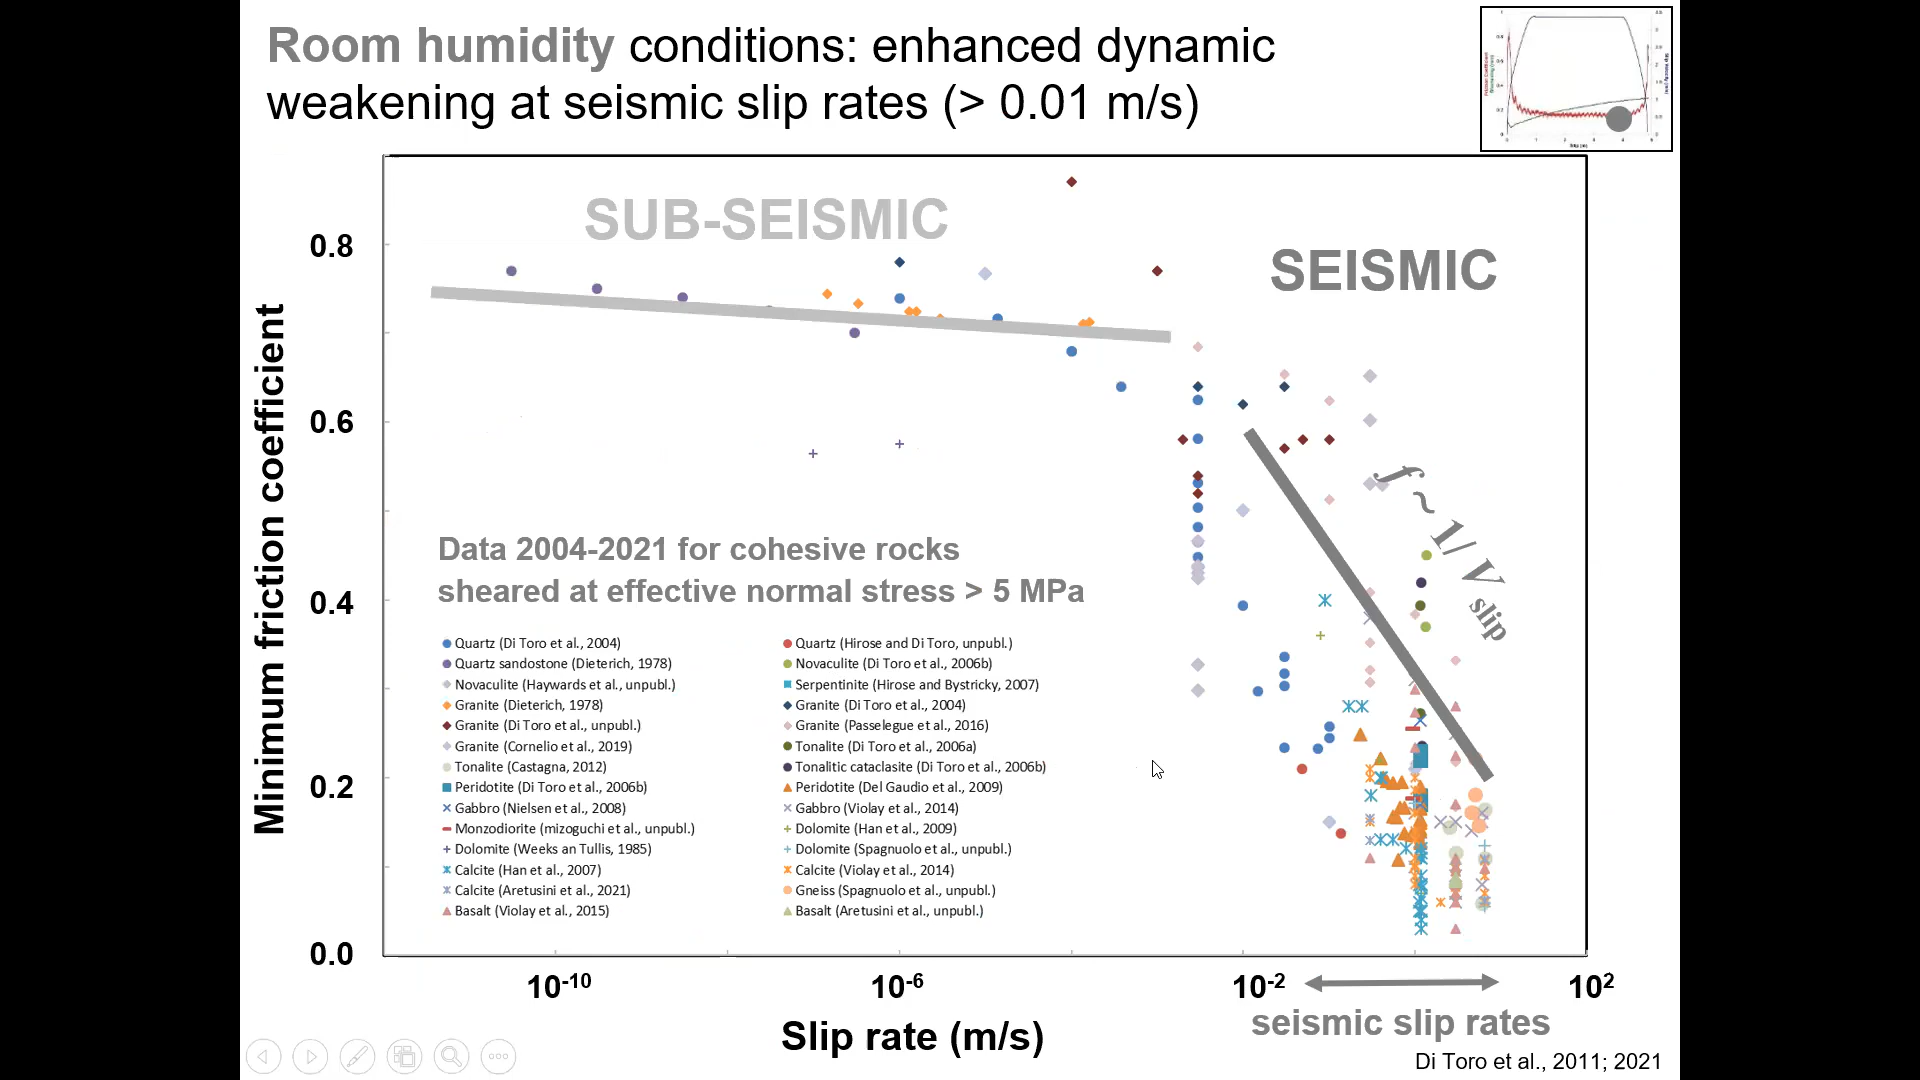 Room humidity conditions: enhanced dynamic
weakening at seismic slip rates (> 0.01 m/s)
SUB-SEISMIC
SEISMIC
0.8
0.6
0.4
0.2
0.0
Minimum friction coefficient
f ~ 1/ V slip
Data 2004-2021 for cohesive rocks
sheared at effective normal stress > 5 MPa
Quartz (Di Toro et al., 2004)
Quartz sandostone (Dieterich, 1978)
Novaculite (Haywards et al., unpubl.)
Granite (Dieterich, 1978)
Granite (Di Toro et al., unpubl.)
Granite (Cornelio et al., 2019)
Tonalite (Castagna, 2012)
Peridotite (Di Toro et al., 2006b)
Gabbro (Nielsen et al., 2008)
Monzodiorite (mizoguchi et al., unpubl.)
Dolomite (Weeks an Tullis, 1985)
Calcite (Han et al., 2007)
Calcite (Aretusini et al., 2021)
Basalt (Violay et al., 2015)
Quartz (Hirose and Di Toro, unpubl.)
Novaculite (Di Toro et al., 2006b)
Serpentinite (Hirose and Bystricky, 2007)
Granite (Di Toro et al., 2004)
Granite (Passelegue et al., 2016)
Tonalite (Di Toro et al., 2006a)
Tonalitic cataclasite (Di Toro et al., 2006b)
Peridotite (Del Gaudio et al., 2009)
Gabbro (Violay et al., 2014)
Dolomite (Han et al., 2009)
Dolomite (Spagnuolo et al., unpubl.)
Calcite (Violay et al., 2014)
Gneiss (Spagnuolo et al., unpubl.)
Basalt (Aretusini et al., unpubl.)
10-10
10-6
10-2
102
Slip rate (m/s)
seismic slip rates
Di Toro et al., 2011; 2021